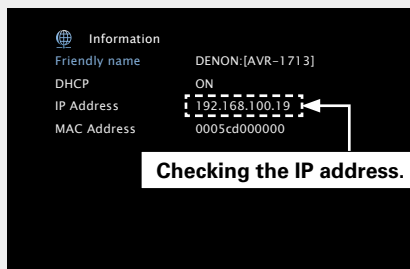 Information
Friendly name DENON:[AVR-1713]
DHCP ON
IP Address 192.168.100.19
MAC Address 0005cd000000
Checking the IP address.